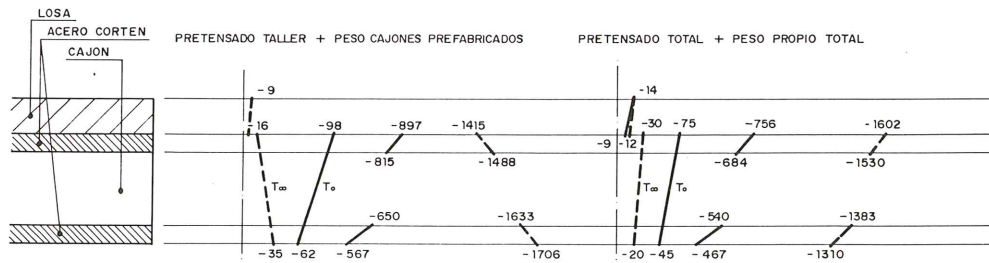 LOSA
ACERO CORTEN
CAJON
PRETENSADO TALLER + PESO CAJONES PREFABRICADOS
PRETENSADO TOTAL + PESO PROPIO TOTAL
-9
-14
-16 -98 -897 -1415
-30 -75 -756 -1602
-9 -12
-815 -1488
-684 -1530
T∞ T₀
T∞ T₀
-650 -1633
-540 -1383
-35 -62 -567 -1706
-20 -45 -467 -1310